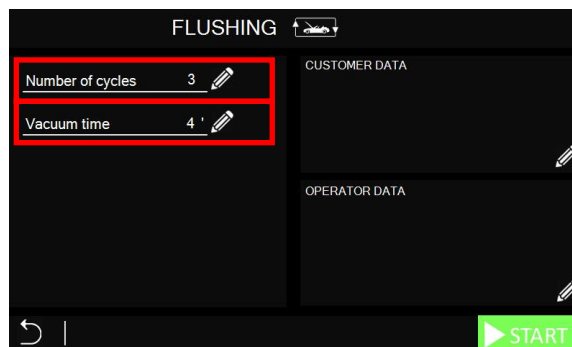 FLUSHING
Number of cycles 3
Vacuum time 4 '
CUSTOMER DATA
OPERATOR DATA
START